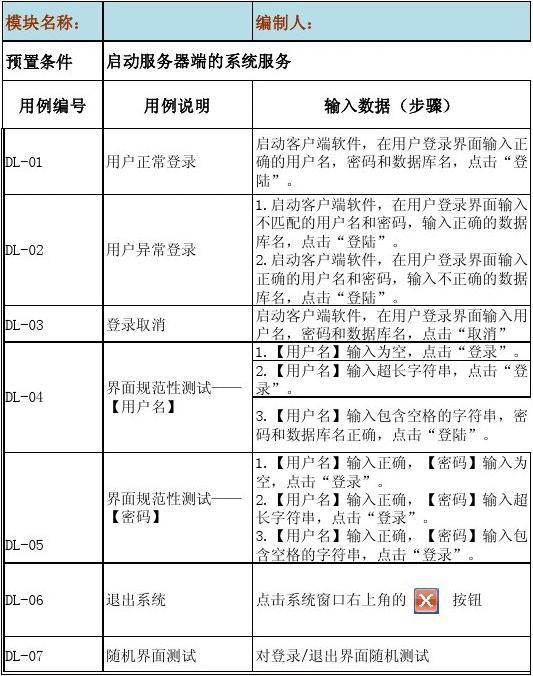 模块名称： 编制人：
预置条件 启动服务器端的系统服务
用例编号 用例说明 输入数据（步骤）
DL-01 用户正常登录 启动客户端软件，在用户登录界面输入正
确的用户名，密码和数据库名，点击“登
陆”。
DL-02 用户异常登录 1.启动客户端软件，在用户登录界面输入
不匹配的用户名和密码，输入正确的数据
库名，点击“登陆”。
2.启动客户端软件，在用户登录界面输入
正确的用户名和密码，输入不正确的数据
库名，点击“登陆”。
DL-03 登录取消 启动客户端软件，在用户登录界面输入用
户名，密码和数据库名，点击“取消”
DL-04 界面规范性测试——
【用户名】
1.【用户名】输入为空，点击“登录”。
2.【用户名】输入超长字符串，点击“登
录”。
3.【用户名】输入包含空格的字符串，密
码和数据库名正确，点击“登陆”。
DL-05 界面规范性测试——
【密码】
1.【用户名】输入正确，【密码】输入为
空，点击“登录”。
2.【用户名】输入正确，【密码】输入超
长字符串，点击“登录”。
3.【用户名】输入正确，【密码】输入包
含空格的字符串，点击“登录”。
DL-06 退出系统 点击系统窗口右上角的 按钮
DL-07 随机界面测试 对登录/退出界面随机测试